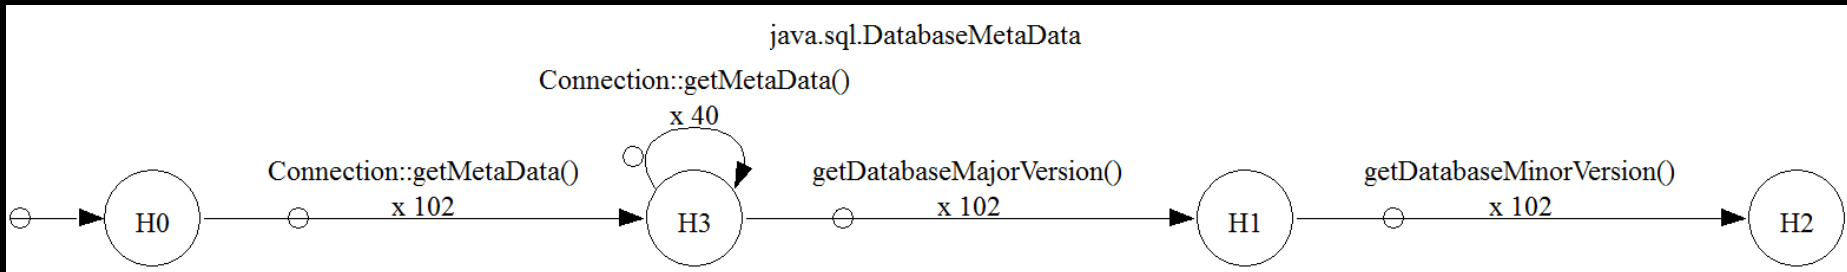 java.sql.DatabaseMetaData
Connection::getMetaData()
x 40
Connection::getMetaData()
x 102
getDatabaseMajorVersion()
x 102
getDatabaseMinorVersion()
x 102
H0
H3
H1
H2